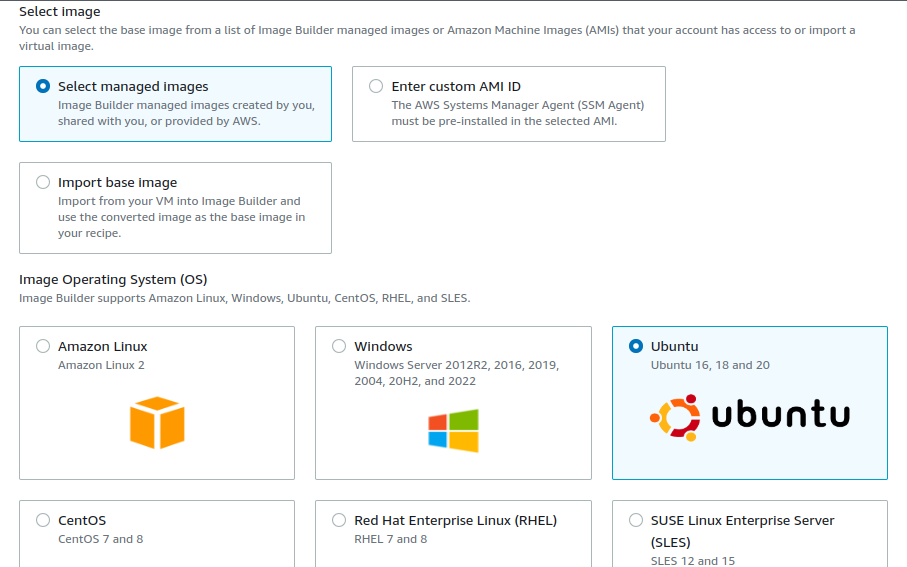 Select image
You can select the base image from a list of Image Builder managed images or Amazon Machine Images (AMIs) that your account has access to or import a
virtual image.
Select managed images
Image Builder managed images created by you,
shared with you, or provided by AWS.
Enter custom AMI ID
The AWS Systems Manager Agent (SSM Agent)
must be pre-installed in the selected AMI.
Import base image
Import from your VM into Image Builder and
use the converted image as the base image in
your recipe.
Image Operating System (OS)
Image Builder supports Amazon Linux, Windows, Ubuntu, CentOS, RHEL, and SLES.
Amazon Linux
Amazon Linux 2
Windows
Windows Server 2012R2, 2016, 2019,
2004, 20H2, and 2022
Ubuntu
Ubuntu 16, 18 and 20
ubuntu
CentOS
CentOS 7 and 8
Red Hat Enterprise Linux (RHEL)
RHEL 7 and 8
SUSE Linux Enterprise Server
(SLES)
SLES 12 and 15